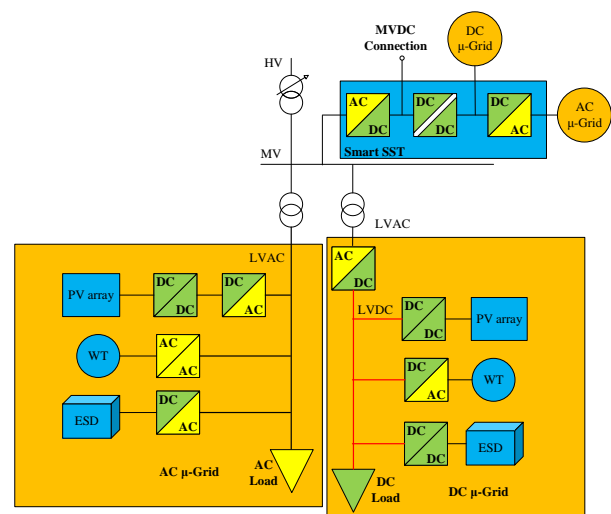 MVDC
Connection
DC
μ-Grid
HV
AC
DC
DC
DC
DC
AC
AC
μ-Grid
Smart SST
MV
LVAC
LVAC
PV array
DC
DC
DC
AC
WT
AC
AC
ESD
DC
AC
AC μ-Grid
AC
Load
AC
DC
LVDC
DC
DC
PV array
DC
AC
WT
DC
DC
ESD
DC
Load
DC μ-Grid